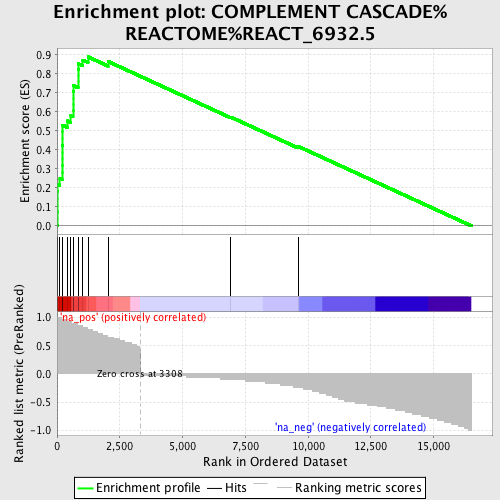 Enrichment plot: COMPLEMENT CASCADE%
REACTOME%REACT_6932.5
Enrichment score (ES)
0.9
0.8
0.7
0.6
0.5
0.4
0.3
0.2
0.1
0.0
Ranked list metric (PreRanked)
1.0
0.5
0.0
-0.5
-1.0
'na_pos' (positively correlated)
Zero cross at 3308
'na_neg' (negatively correlated)
0
2,500
5,000
7,500
10,000
12,500
15,000
Rank in Ordered Dataset
Enrichment profile
Hits
Ranking metric scores